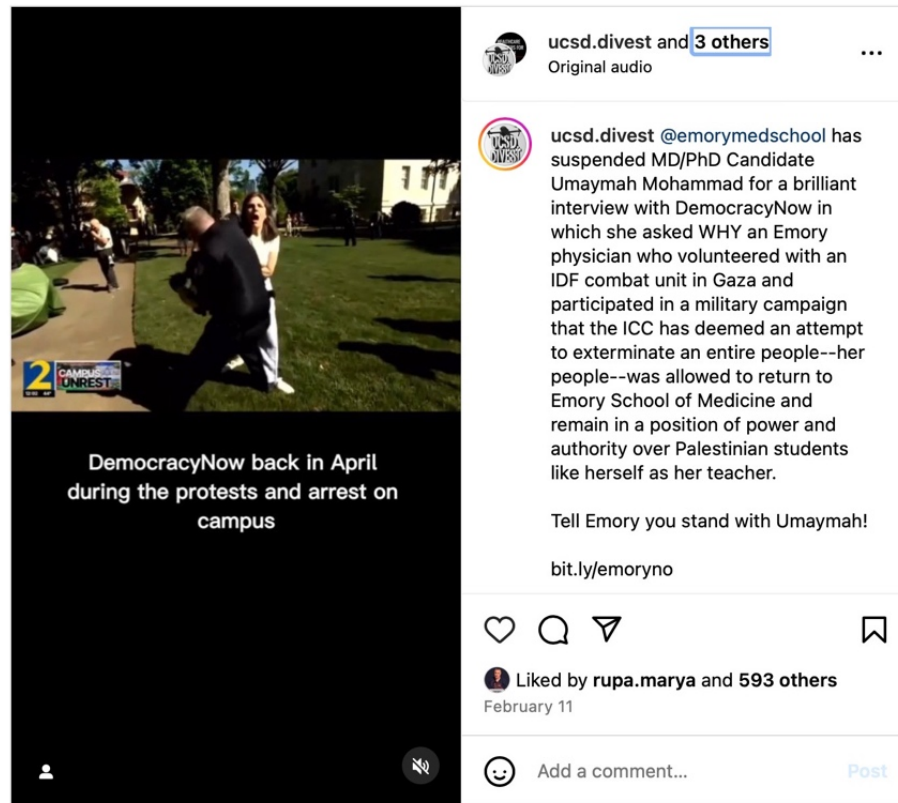 2
CAMPUS
UNREST
DemocracyNow back in April
during the protests and arrest on
campus
ucsd.divest and 3 others
Original audio
UCSD
DIVEST
ucsd.divest @emorymedschool has
suspended MD/PhD Candidate
Umaymah Mohammad for a brilliant
interview with DemocracyNow in
which she asked WHY an Emory
physician who volunteered with an
IDF combat unit in Gaza and
participated in a military campaign
that the ICC has deemed an attempt
to exterminate an entire people--her
people--was allowed to return to
Emory School of Medicine and
remain in a position of power and
authority over Palestinian students
like herself as her teacher.
Tell Emory you stand with Umaymah!
bit.ly/emoryno
Liked by rupa.marya and 593 others
February 11
Add a comment...
Post